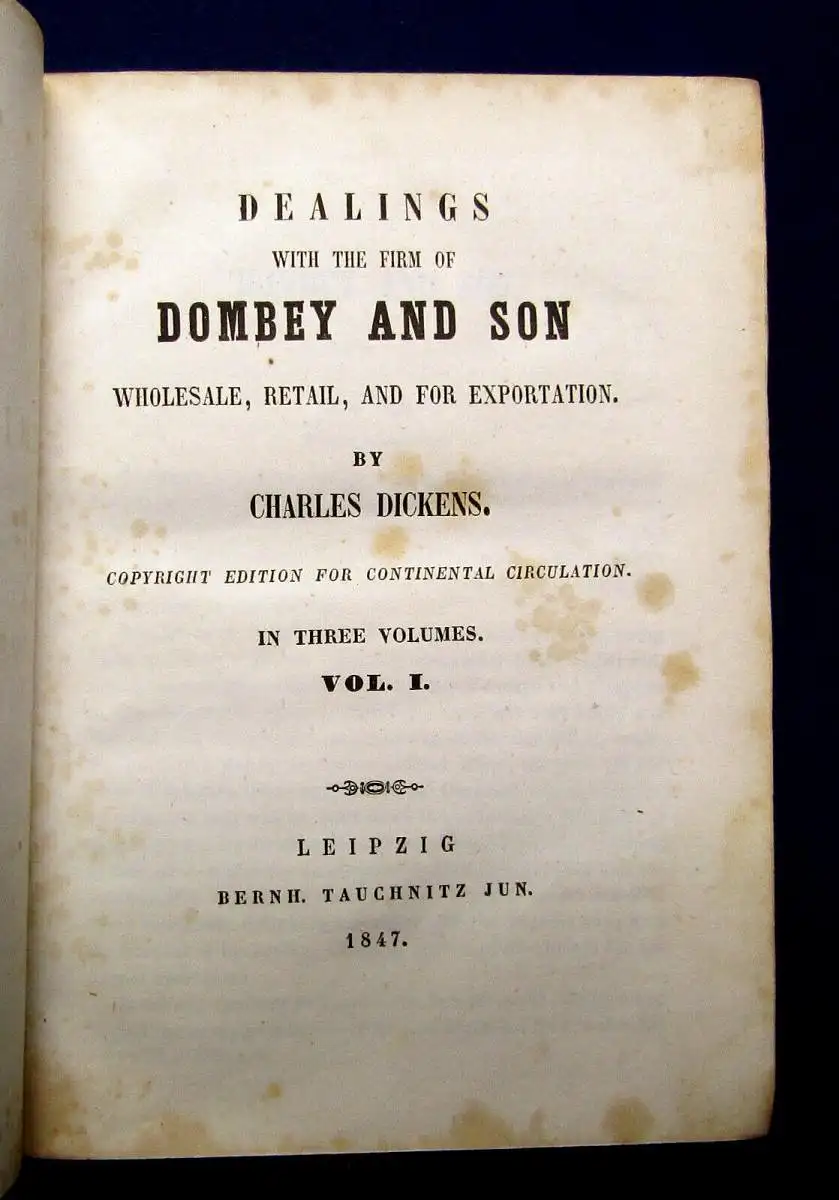 DEALINGS
WITH THE FIRM OF
DOMBEY AND SON
WHOLESALE, RETAIL, AND FOR EXPORTATION.
BY
CHARLES DICKENS.
COPYRIGHT EDITION FOR CONTINENTAL CIRCULATION.
IN THREE VOLUMES.
VOL. I.
LEIPZIG
BERNH. TAUCHNITZ JUN.
1847.